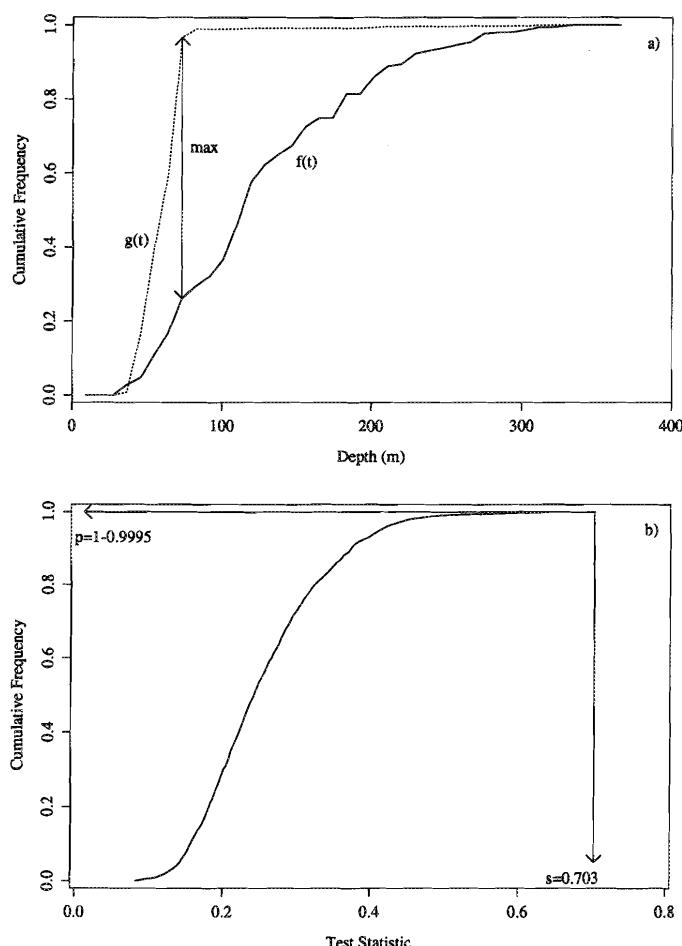 a)
1.0
0.8
0.6
0.4
0.2
0.0
Cumulative Frequency
max
f(t)
g(t)
0 100 200 300 400
Depth (m)
b)
1.0
0.8
0.6
0.4
0.2
0.0
Cumulative Frequency
p=1-0.9995
s=0.703
0.0 0.2 0.4 0.6 0.8
Test Statistic